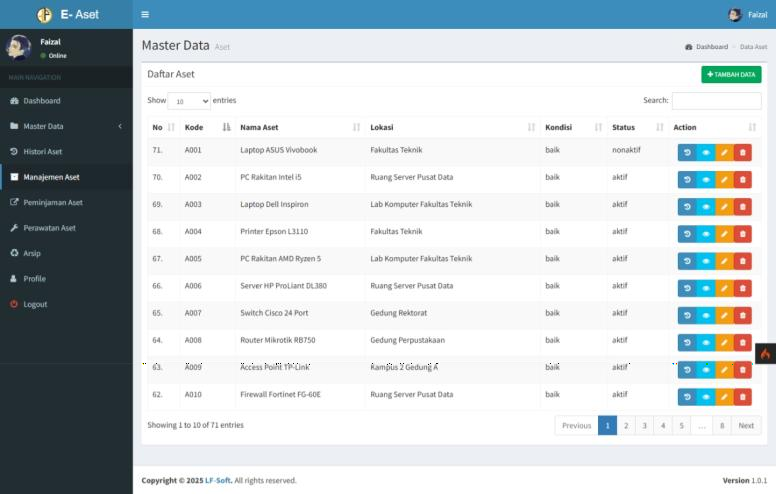 E- Aset
Faizal
Faizal
Online
MAIN NAVIGATION
Dashboard
Master Data
Histori Aset
Manajemen Aset
Peminjaman Aset
Perawatan Aset
Arsip
Profile
Logout
Master Data Aset
Dashboard > Data Aset
Daftar Aset
+ TAMBAH DATA
Show 10 entries
Search:
No Kode Nama Aset Lokasi Kondisi Status Action
71. A001 Laptop ASUS Vivobook Fakultas Teknik baik nonaktif
70. A002 PC Rakitan Intel i5 Ruang Server Pusat Data baik aktif
69. A003 Laptop Dell Inspiron Lab Komputer Fakultas Teknik baik aktif
68. A004 Printer Epson L3110 Fakultas Teknik baik aktif
67. A005 PC Rakitan AMD Ryzen 5 Lab Komputer Fakultas Teknik baik aktif
66. A006 Server HP ProLiant DL380 Ruang Server Pusat Data baik aktif
65. A007 Switch Cisco 24 Port Gedung Rektorat baik aktif
64. A008 Router Mikrotik RB750 Gedung Perpustakaan baik aktif
63. A009 Access Point TP-Link Kampus 2 Gedung A baik aktif
62. A010 Firewall Fortinet FG-60E Ruang Server Pusat Data baik aktif
Showing 1 to 10 of 71 entries
Previous 1 2 3 4 5 … 8 Next
Copyright © 2025 LF-Soft. All rights reserved.
Version 1.0.1